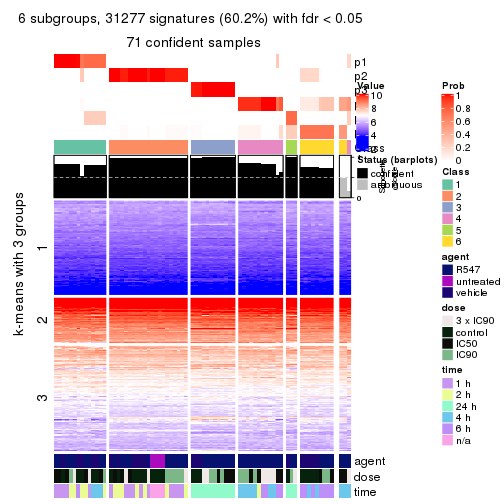 6 subgroups, 31277 signatures (60.2%) with fdr < 0.05
71 confident samples
p1
p2
p3
Class
k-means with 3 groups
1
2
3
agent
dose
time
Value
10
8
6
4
2
0
Status (barplots)
confident
ambiguous
Prob
1
0.8
0.6
0.4
0.2
0
Class
1
2
3
4
5
6
agent
R547
untreated
vehicle
dose
3 x IC90
control
IC50
IC90
time
1 h
2 h
24 h
4 h
6 h
n/a